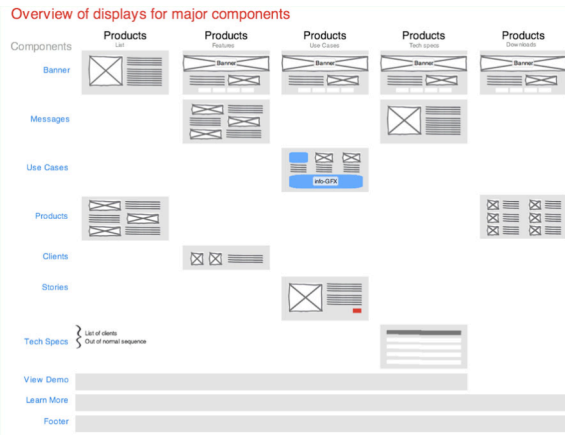 Overview of displays for major components
Components
Products
List
Products
Features
Products
Use Cases
Products
Tech specs
Products
Downloads
Banner
Banner
Banner
Banner
Banner
Messages
Use Cases
info-GFX
Products
Clients
Stories
Tech Specs
List of clients
Out of normal sequence
View Demo
Learn More
Footer